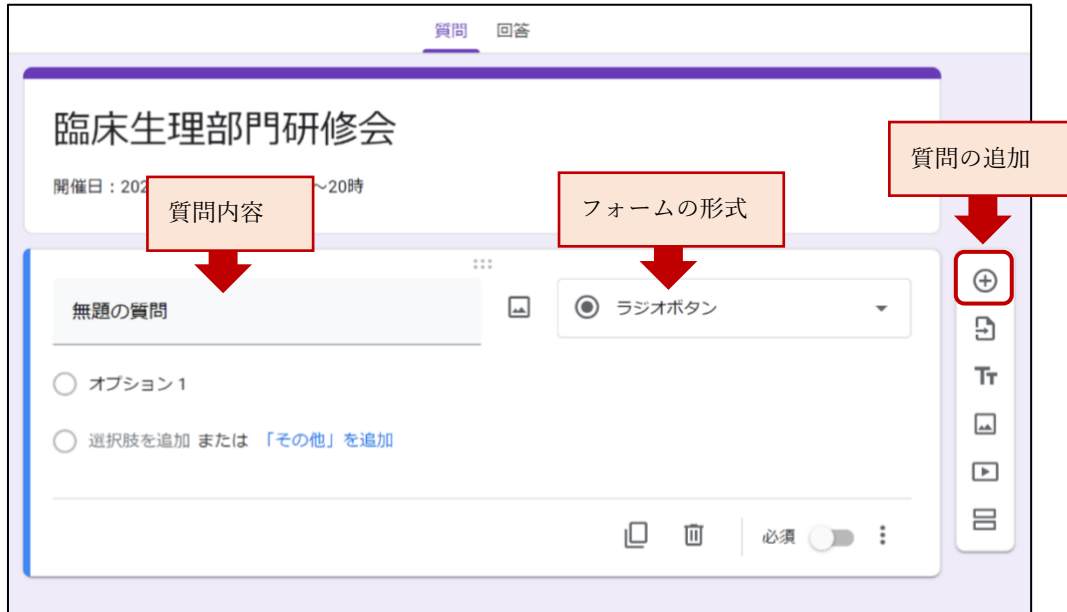 質問 回答
臨床生理部門研修会
質問の追加
開催日：202 ～20時
質問内容
フォームの形式
無題の質問
ラジオボタン
オプション 1
選択肢を追加 または 「その他」を追加
Tт
必須